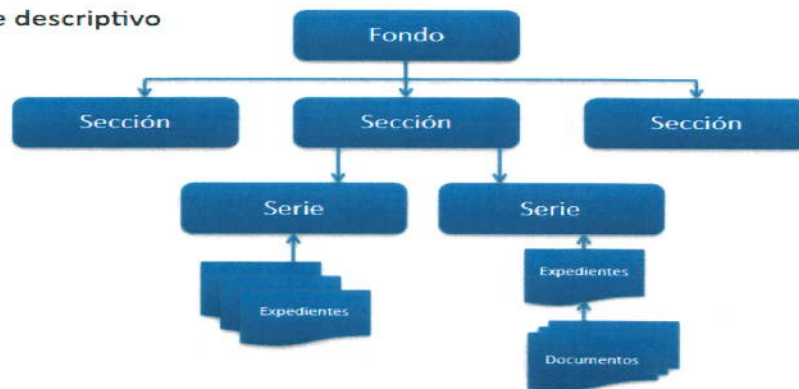 e descriptivo
Fondo
Sección Sección Sección
Serie Serie
Expedientes
Expedientes
Documentos